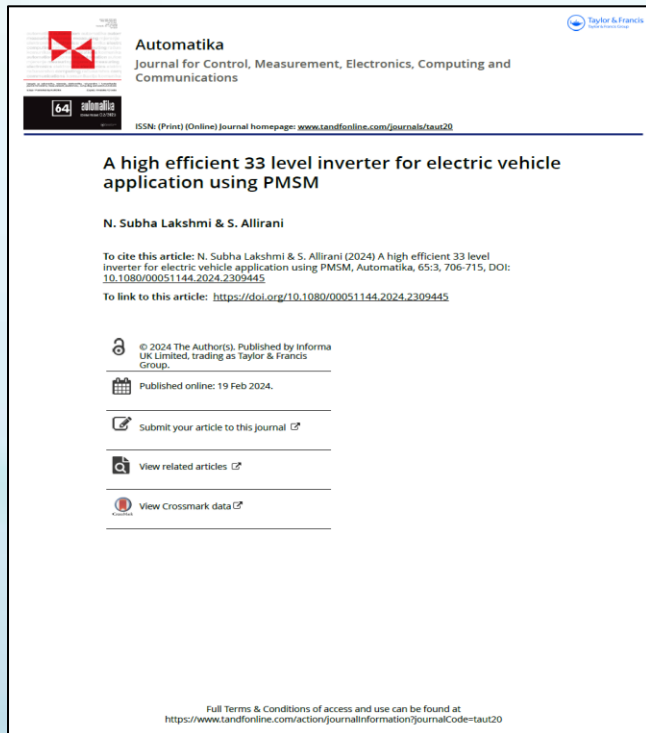 Taylor & Francis
Taylor & Francis Group
Automatika
Journal for Control, Measurement, Electronics, Computing and
Communications
64
automatika
ISSN: (Print) (Online) Journal homepage: www.tandfonline.com/journals/taut20
A high efficient 33 level inverter for electric vehicle
application using PMSM
N. Subha Lakshmi & S. Allirani
To cite this article: N. Subha Lakshmi & S. Allirani (2024) A high efficient 33 level
inverter for electric vehicle application using PMSM, Automatika, 65:3, 706-715, DOI:
10.1080/00051144.2024.2309445
To link to this article: https://doi.org/10.1080/00051144.2024.2309445
© 2024 The Author(s). Published by Informa
UK Limited, trading as Taylor & Francis
Group.
Published online: 19 Feb 2024.
Submit your article to this journal
View related articles
View Crossmark data
CrossMark
Full Terms & Conditions of access and use can be found at
https://www.tandfonline.com/action/journalInformation?journalCode=taut20